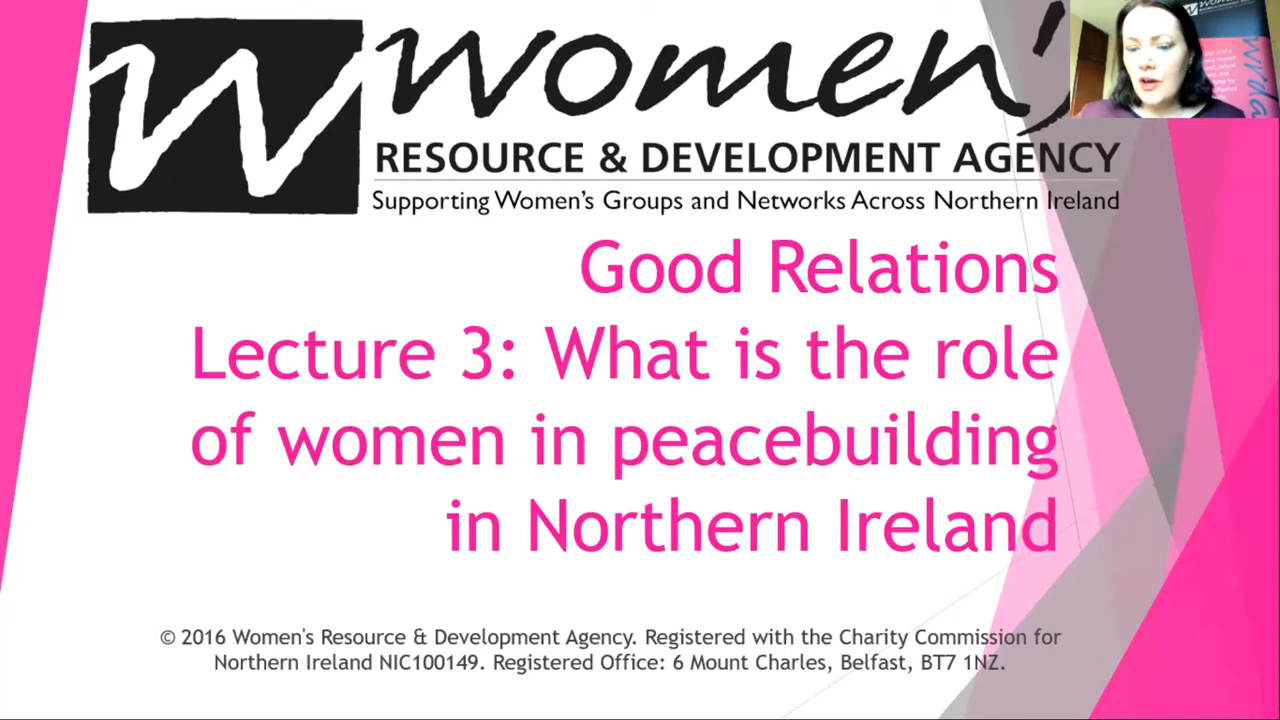 women's
RESOURCE & DEVELOPMENT AGENCY
Supporting Women's Groups and Networks Across Northern Ireland
Good Relations
Lecture 3: What is the role
of women in peacebuilding
in Northern Ireland
© 2016 Women's Resource & Development Agency. Registered with the Charity Commission for
Northern Ireland NIC100149. Registered Office: 6 Mount Charles, Belfast, BT7 1NZ.
wrda